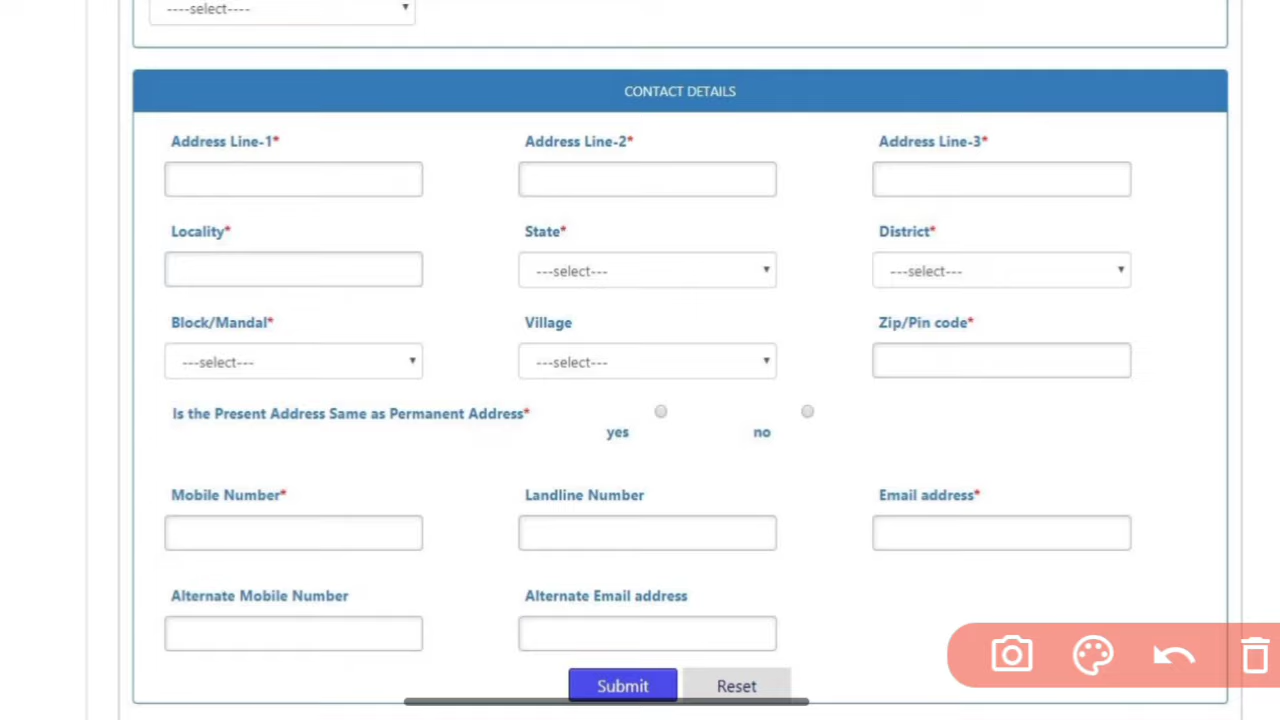 ----select----
CONTACT DETAILS
Address Line-1*
Address Line-2*
Address Line-3*
Locality*
State*
District*
---select---
---select---
Block/Mandal*
Village
Zip/Pin code*
---select---
---select---
Is the Present Address Same as Permanent Address*
yes
no
Mobile Number*
Landline Number
Email address*
Alternate Mobile Number
Alternate Email address
Submit
Reset